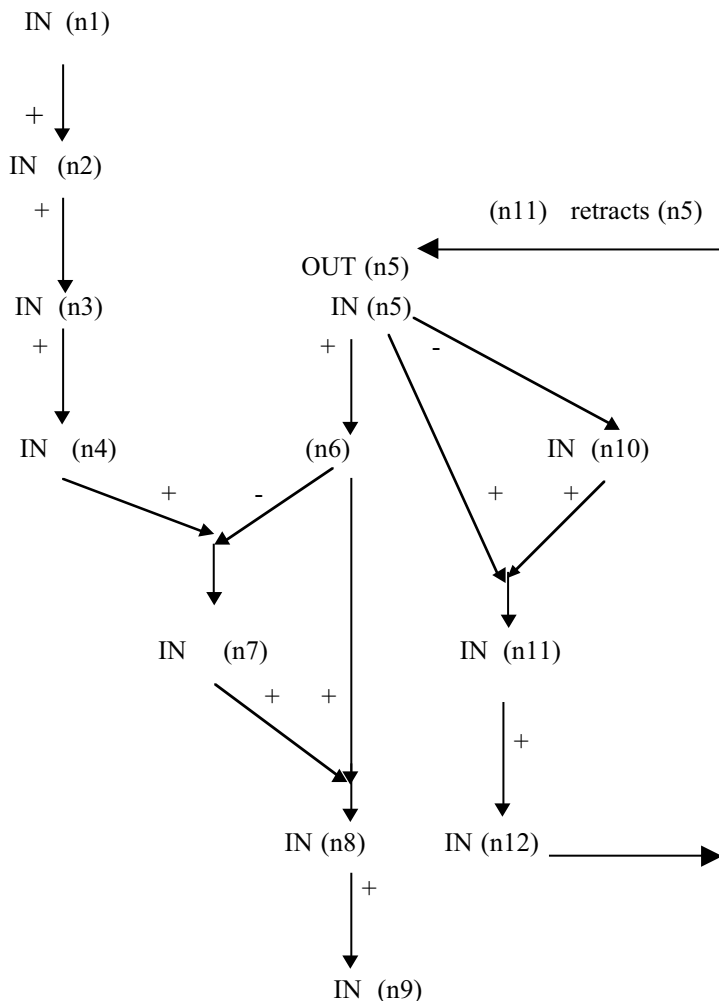 IN (n1)
+
IN (n2)
+
(n11) retracts (n5)
OUT (n5)
IN (n3)
IN (n5)
+
+
-
IN (n4)
(n6)
IN (n10)
+
-
+
+
IN (n7)
IN (n11)
+
+
+
IN (n8)
IN (n12)
+
IN (n9)